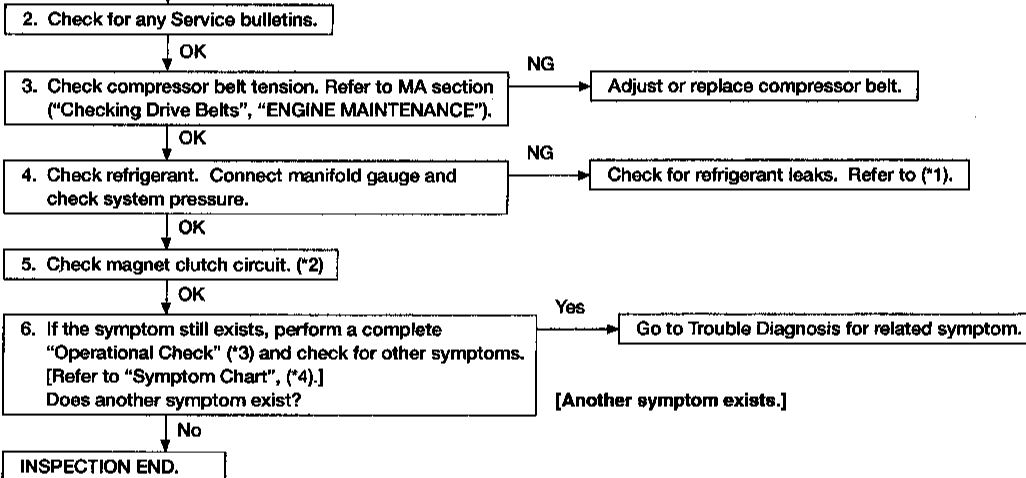 2. Check for any Service bulletins.
OK
3. Check compressor belt tension. Refer to MA section
("Checking Drive Belts", "ENGINE MAINTENANCE").
NG
Adjust or replace compressor belt.
OK
4. Check refrigerant. Connect manifold gauge and
check system pressure.
NG
Check for refrigerant leaks. Refer to (*1).
OK
5. Check magnet clutch circuit. (*2)
OK
6. If the symptom still exists, perform a complete
"Operational Check" (*3) and check for other symptoms.
[Refer to "Symptom Chart", (*4).]
Does another symptom exist?
Yes
Go to Trouble Diagnosis for related symptom.
[Another symptom exists.]
No
INSPECTION END.